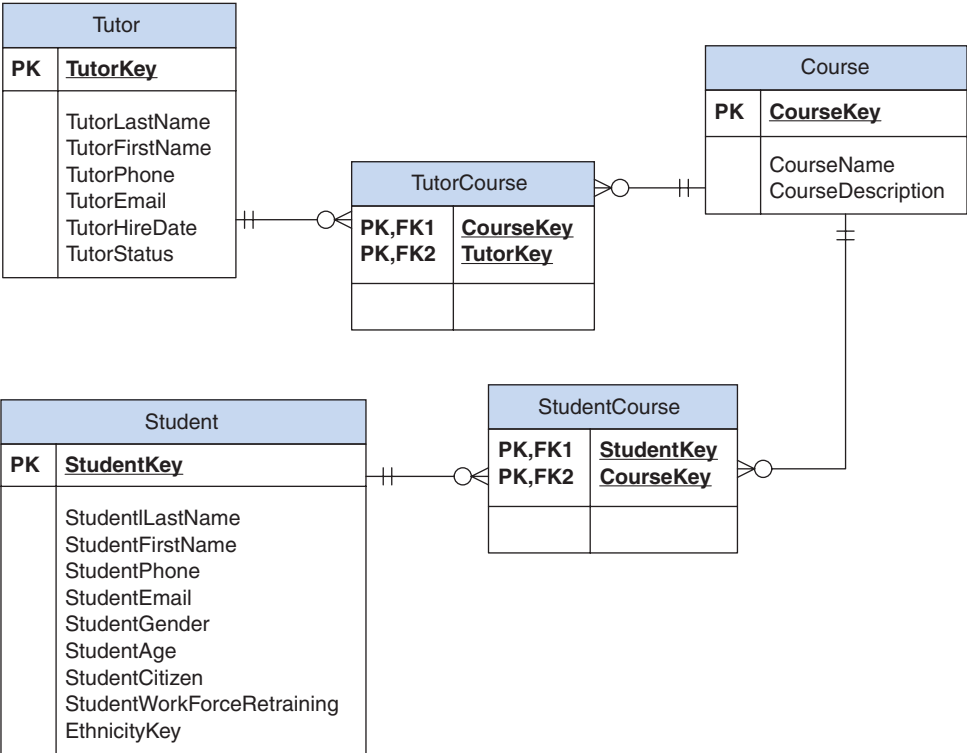 Tutor
PK TutorKey
TutorLastName
TutorFirstName
TutorPhone
TutorEmail
TutorHireDate
TutorStatus
Course
PK CourseKey
CourseName
CourseDescription
TutorCourse
PK,FK1 CourseKey
PK,FK2 TutorKey
Student
PK StudentKey
StudentlLastName
StudentFirstName
StudentPhone
StudentEmail
StudentGender
StudentAge
StudentCitizen
StudentWorkForceRetraining
EthnicityKey
StudentCourse
PK,FK1 StudentKey
PK,FK2 CourseKey